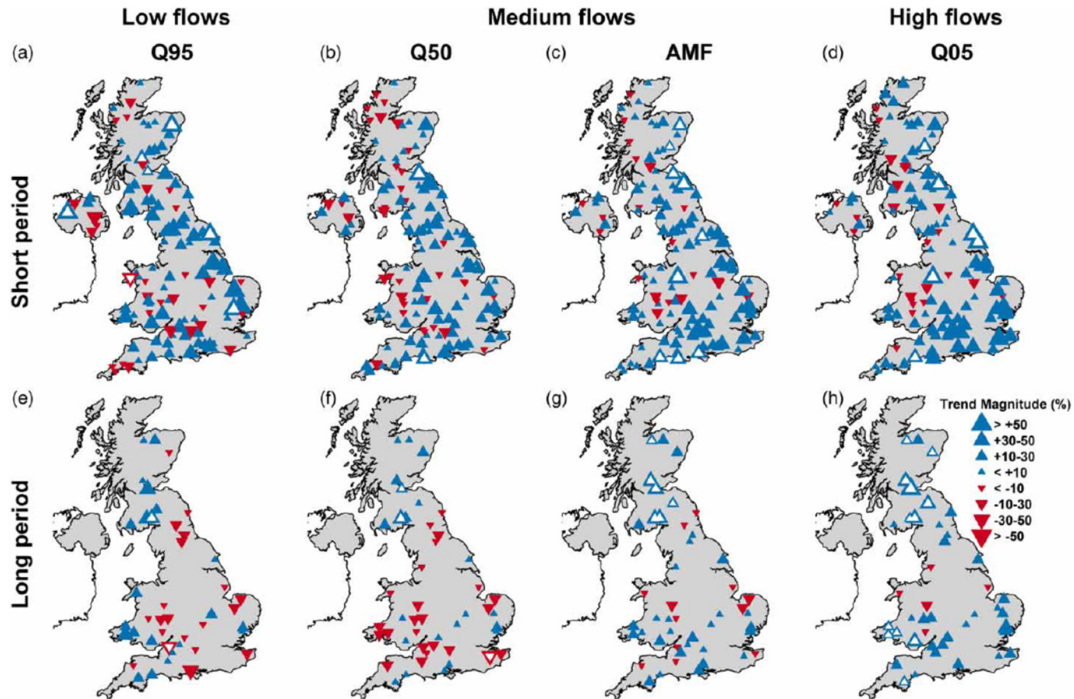 Low flows Medium flows High flows
(a) Q95 (b) Q50 (c) AMF (d) Q05
Short period
(e) (f) (g) (h)
Long period
Trend Magnitude (%)
> +50
+30-50
+10-30
< +10
< -10
-10-30
-30-50
> -50